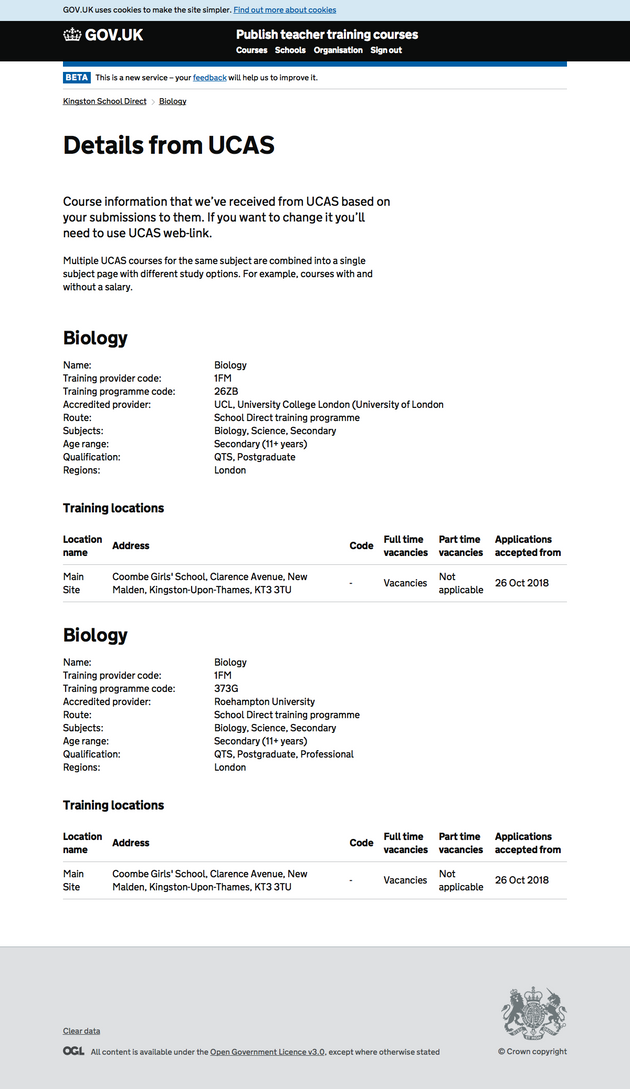 GOV.UK uses cookies to make the site simpler. Find out more about cookies
GOV.UK Publish teacher training courses
Courses Schools Organisation Sign out
BETA This is a new service – your feedback will help us to improve it.
Kingston School Direct > Biology
Details from UCAS
Course information that we've received from UCAS based on
your submissions to them. If you want to change it you'll
need to use UCAS web-link.
Multiple UCAS courses for the same subject are combined into a single
subject page with different study options. For example, courses with and
without a salary.
Biology
Name: Biology
Training provider code: 1FM
Training programme code: 26ZB
Accredited provider: UCL, University College London (University of London
Route: School Direct training programme
Subjects: Biology, Science, Secondary
Age range: Secondary (11+ years)
Qualification: QTS, Postgraduate
Regions: London
Training locations
Location name Address Code Full time vacancies Part time vacancies Applications accepted from
Main Site Coombe Girls' School, Clarence Avenue, New Malden, Kingston-Upon-Thames, KT3 3TU - Vacancies Not applicable 26 Oct 2018
Biology
Name: Biology
Training provider code: 1FM
Training programme code: 373G
Accredited provider: Roehampton University
Route: School Direct training programme
Subjects: Biology, Science, Secondary
Age range: Secondary (11+ years)
Qualification: QTS, Postgraduate, Professional
Regions: London
Training locations
Location name Address Code Full time vacancies Part time vacancies Applications accepted from
Main Site Coombe Girls' School, Clarence Avenue, New Malden, Kingston-Upon-Thames, KT3 3TU - Vacancies Not applicable 26 Oct 2018
Clear data
OGL All content is available under the Open Government Licence v3.0, except where otherwise stated
© Crown copyright